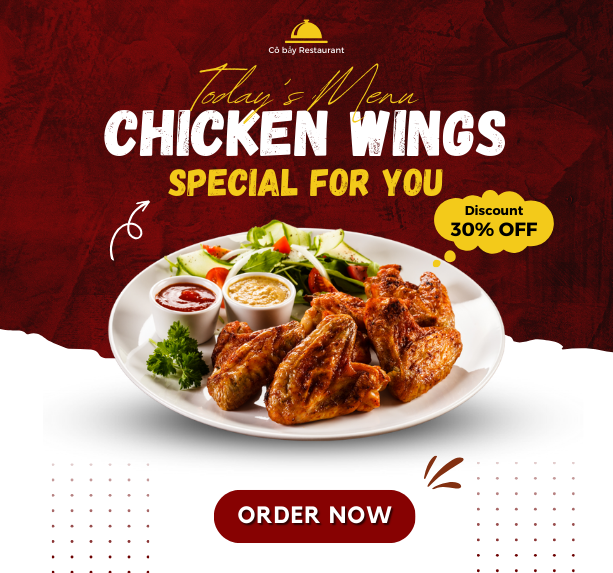 Cô bảy Restaurant
Today's Menu
CHICKEN WINGS
SPECIAL FOR YOU
Discount
30% OFF
ORDER NOW